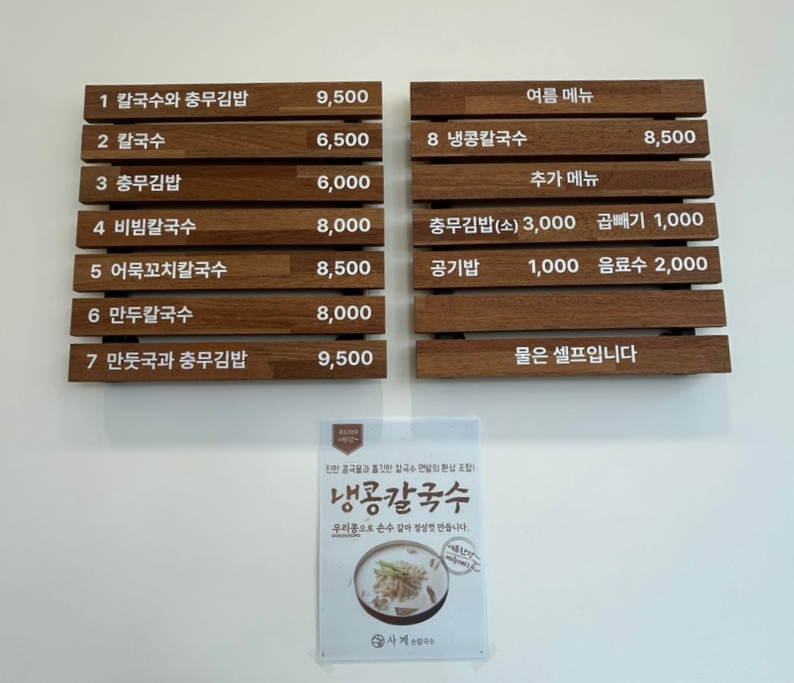 1 칼국수와 충무김밥 9,500
2 칼국수 6,500
3 충무김밥 6,000
4 비빔칼국수 8,000
5 어묵꼬치칼국수 8,500
6 만두칼국수 8,000
7 만둣국과 충무김밥 9,500
여름 메뉴
8 냉콩칼국수 8,500
추가 메뉴
충무김밥(소) 3,000 곱빼기 1,000
공기밥 1,000 음료수 2,000
물은 셀프입니다
진한 콩국물과 쫄깃한 칼국수 면발의 환상 조합!
냉콩칼국수
우리콩으로 손수 갈아 정성껏 만듭니다.
사계 손칼국수